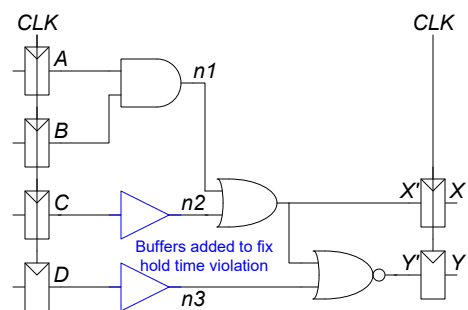 CLK
CLK
A
n1
B
X' X
C
n2
Buffers added to fix
hold time violation
D
n3
Y' Y